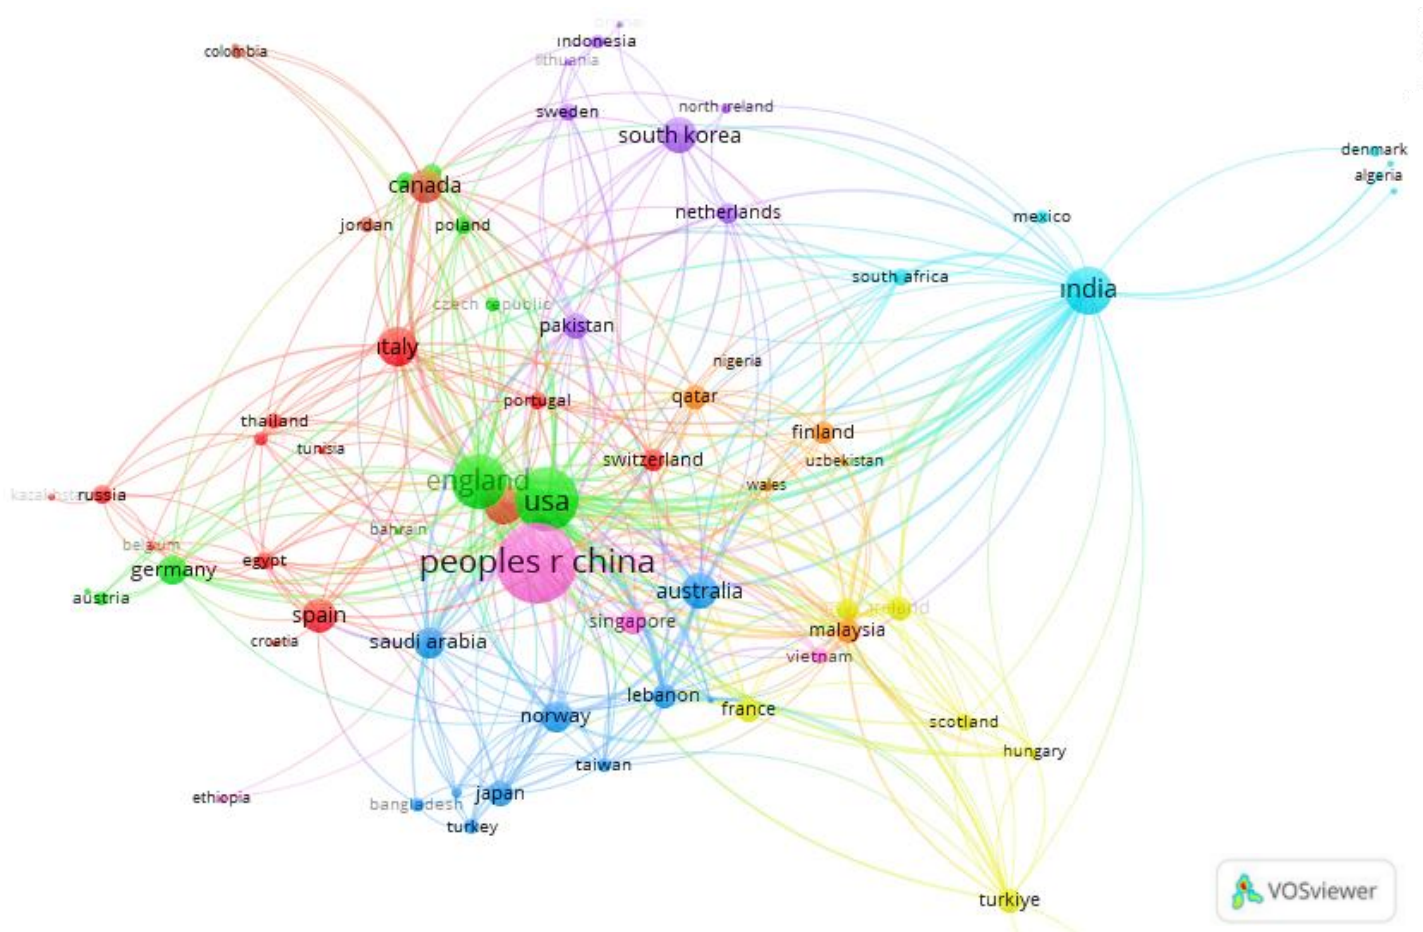 colombia
indonesia
lithuania
sweden
north ireland
south korea
denmark
algeria
canada
netherlands
mexico
jordan
poland
south africa
india
czech republic
pakistan
italy
nigeria
portugal
qatar
thailand
tunisia
switzerland
finland
uzbekistan
england
usa
wales
russia
bahrain
belgium
germany
egypt
peoples r china
australia
austria
spain
singapore
malaysia
croatia
saudi arabia
vietnam
lebanon
norway
france
scotland
hungary
taiwan
ethiopia
bangladesh
japan
turkey
turkiye
VOSviewer